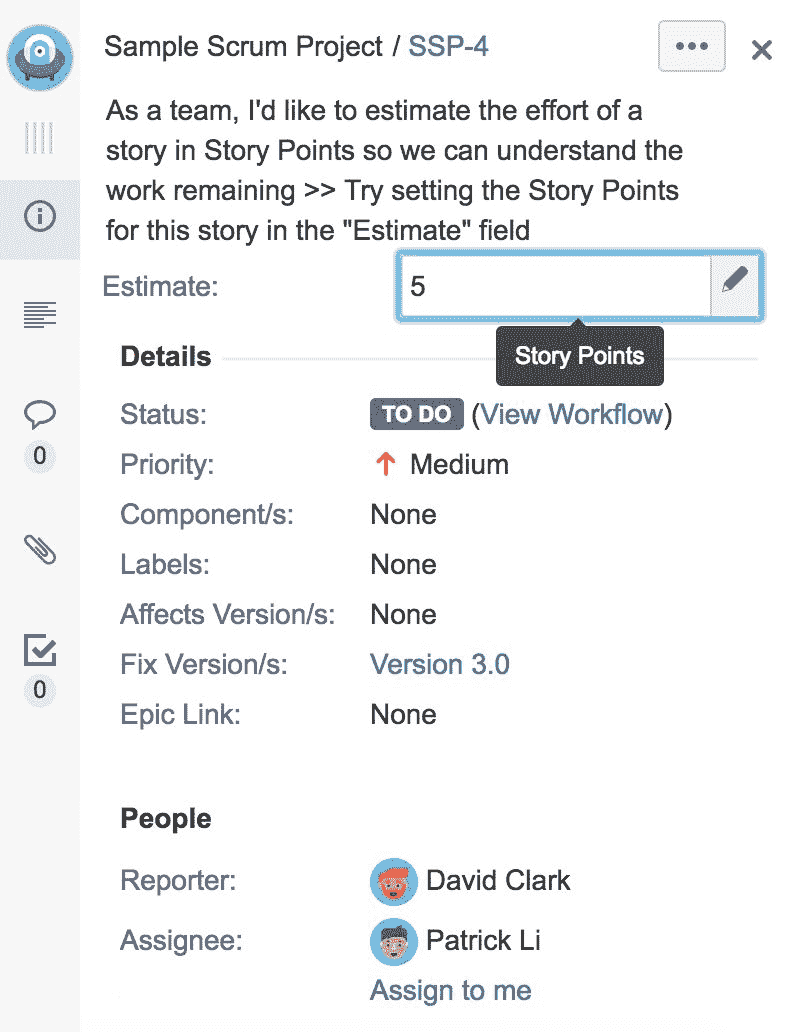 Sample Scrum Project / SSP-4
As a team, I'd like to estimate the effort of a
story in Story Points so we can understand the
work remaining >> Try setting the Story Points
for this story in the "Estimate" field
Estimate: 5
Story Points
Details
Status: TO DO (View Workflow)
Priority: Medium
0
Component/s: None
Labels: None
Affects Version/s: None
Fix Version/s: Version 3.0
0
Epic Link: None
People
Reporter: David Clark
Assignee: Patrick Li
Assign to me